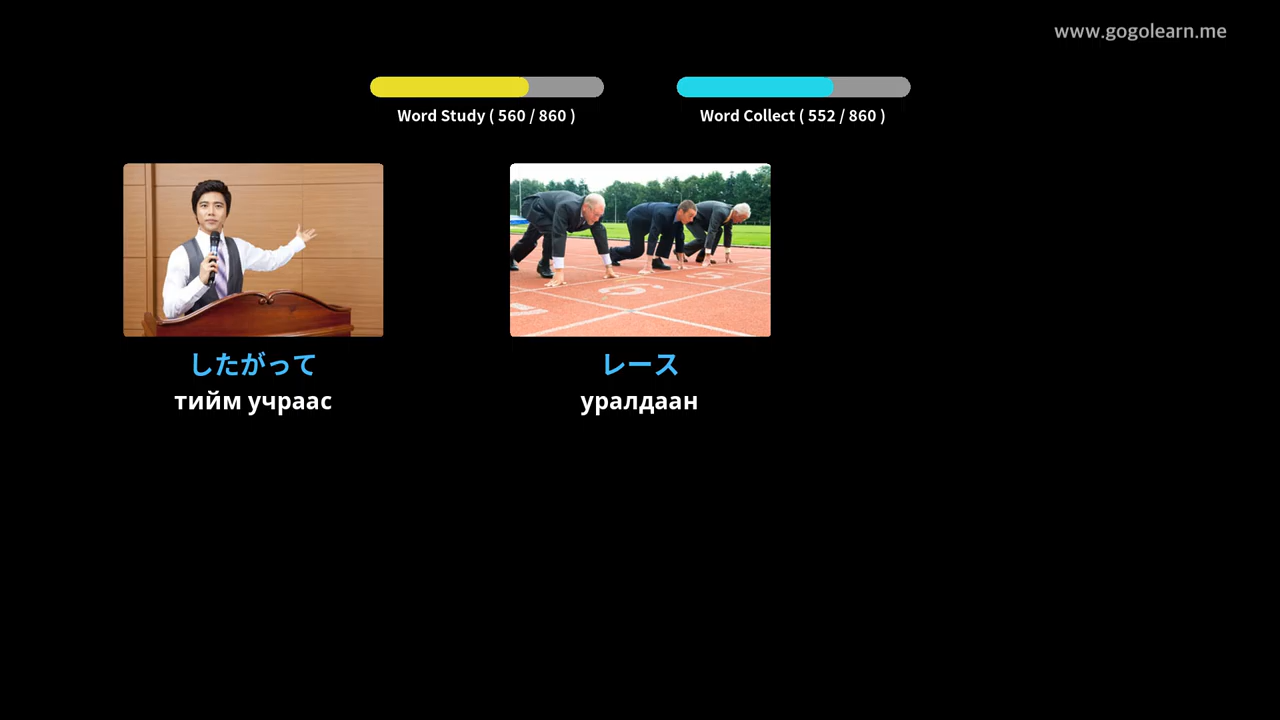 www.gogolearn.me
Word Study ( 560 / 860 )
Word Collect ( 552 / 860 )
したがって
тийм учраас
レース
уралдаан